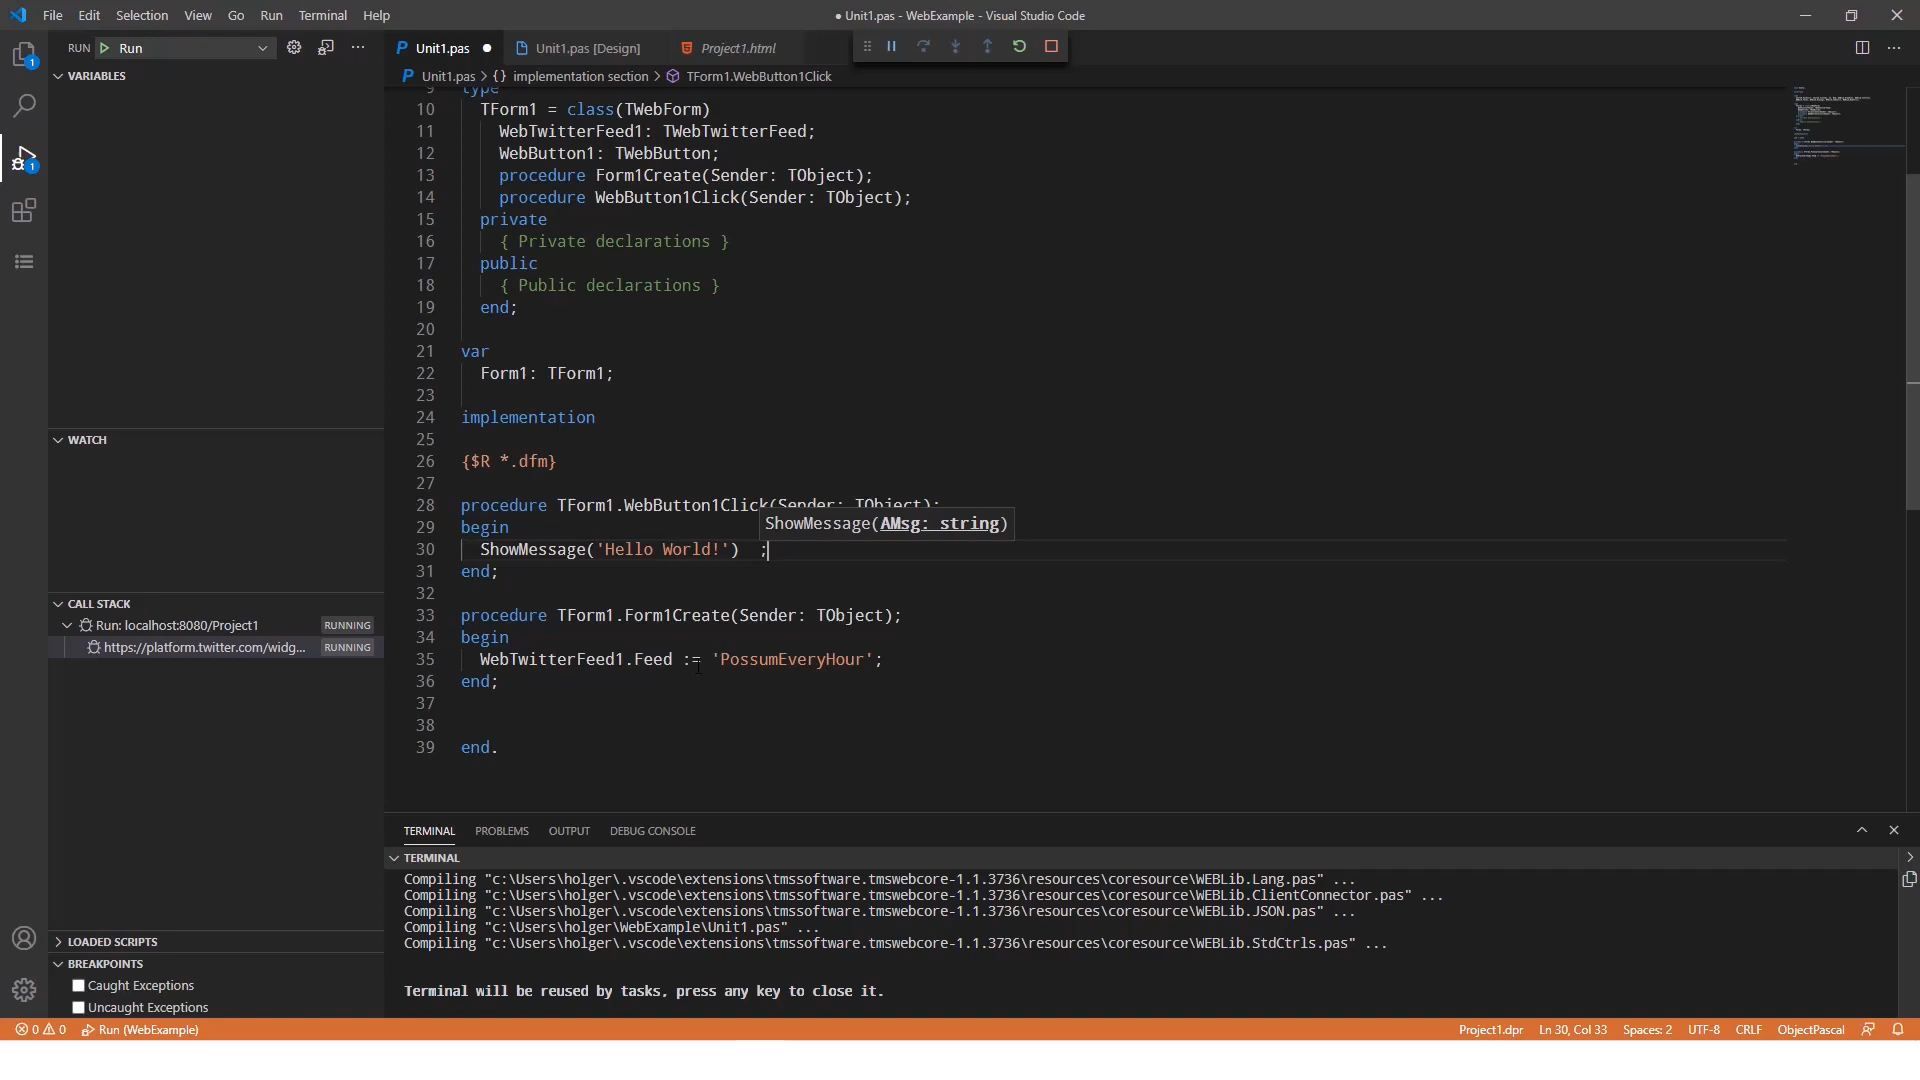 File Edit Selection View Go Run Terminal Help
● Unit1.pas - WebExample - Visual Studio Code
RUN Run
Unit1.pas
Unit1.pas [Design]
Project1.html
Unit1.pas > {} implementation section > TForm1.WebButton1Click
VARIABLES
WATCH
CALL STACK
Run: localhost:8080/Project1 RUNNING
https://platform.twitter.com/widg... RUNNING
LOADED SCRIPTS
BREAKPOINTS
Caught Exceptions
Uncaught Exceptions
9 type
10 TForm1 = class(TWebForm)
11 WebTwitterFeed1: TWebTwitterFeed;
12 WebButton1: TWebButton;
13 procedure Form1Create(Sender: TObject);
14 procedure WebButton1Click(Sender: TObject);
15 private
16 { Private declarations }
17 public
18 { Public declarations }
19 end;
20
21 var
22 Form1: TForm1;
23
24 implementation
25
26 {$R *.dfm}
27
28 procedure TForm1.WebButton1Click(Sender: TObject);
29 begin
ShowMessage(AMsg: string)
30 ShowMessage('Hello World!')  ;
31 end;
32
33 procedure TForm1.Form1Create(Sender: TObject);
34 begin
35 WebTwitterFeed1.Feed := 'PossumEveryHour';
36 end;
37
38
39 end.
TERMINAL PROBLEMS OUTPUT DEBUG CONSOLE
TERMINAL
Compiling "c:\Users\holger\.vscode\extensions\tmssoftware.tmswebcore-1.1.3736\resources\coresource\WEBLib.Lang.pas" ...
Compiling "c:\Users\holger\.vscode\extensions\tmssoftware.tmswebcore-1.1.3736\resources\coresource\WEBLib.ClientConnector.pas" ...
Compiling "c:\Users\holger\.vscode\extensions\tmssoftware.tmswebcore-1.1.3736\resources\coresource\WEBLib.JSON.pas" ...
Compiling "c:\Users\holger\WebExample\Unit1.pas" ...
Compiling "c:\Users\holger\.vscode\extensions\tmssoftware.tmswebcore-1.1.3736\resources\coresource\WEBLib.StdCtrls.pas" ...
Terminal will be reused by tasks, press any key to close it.
0 0 Run (WebExample)
Project1.dpr Ln 30, Col 33 Spaces: 2 UTF-8 CRLF ObjectPascal
1
1